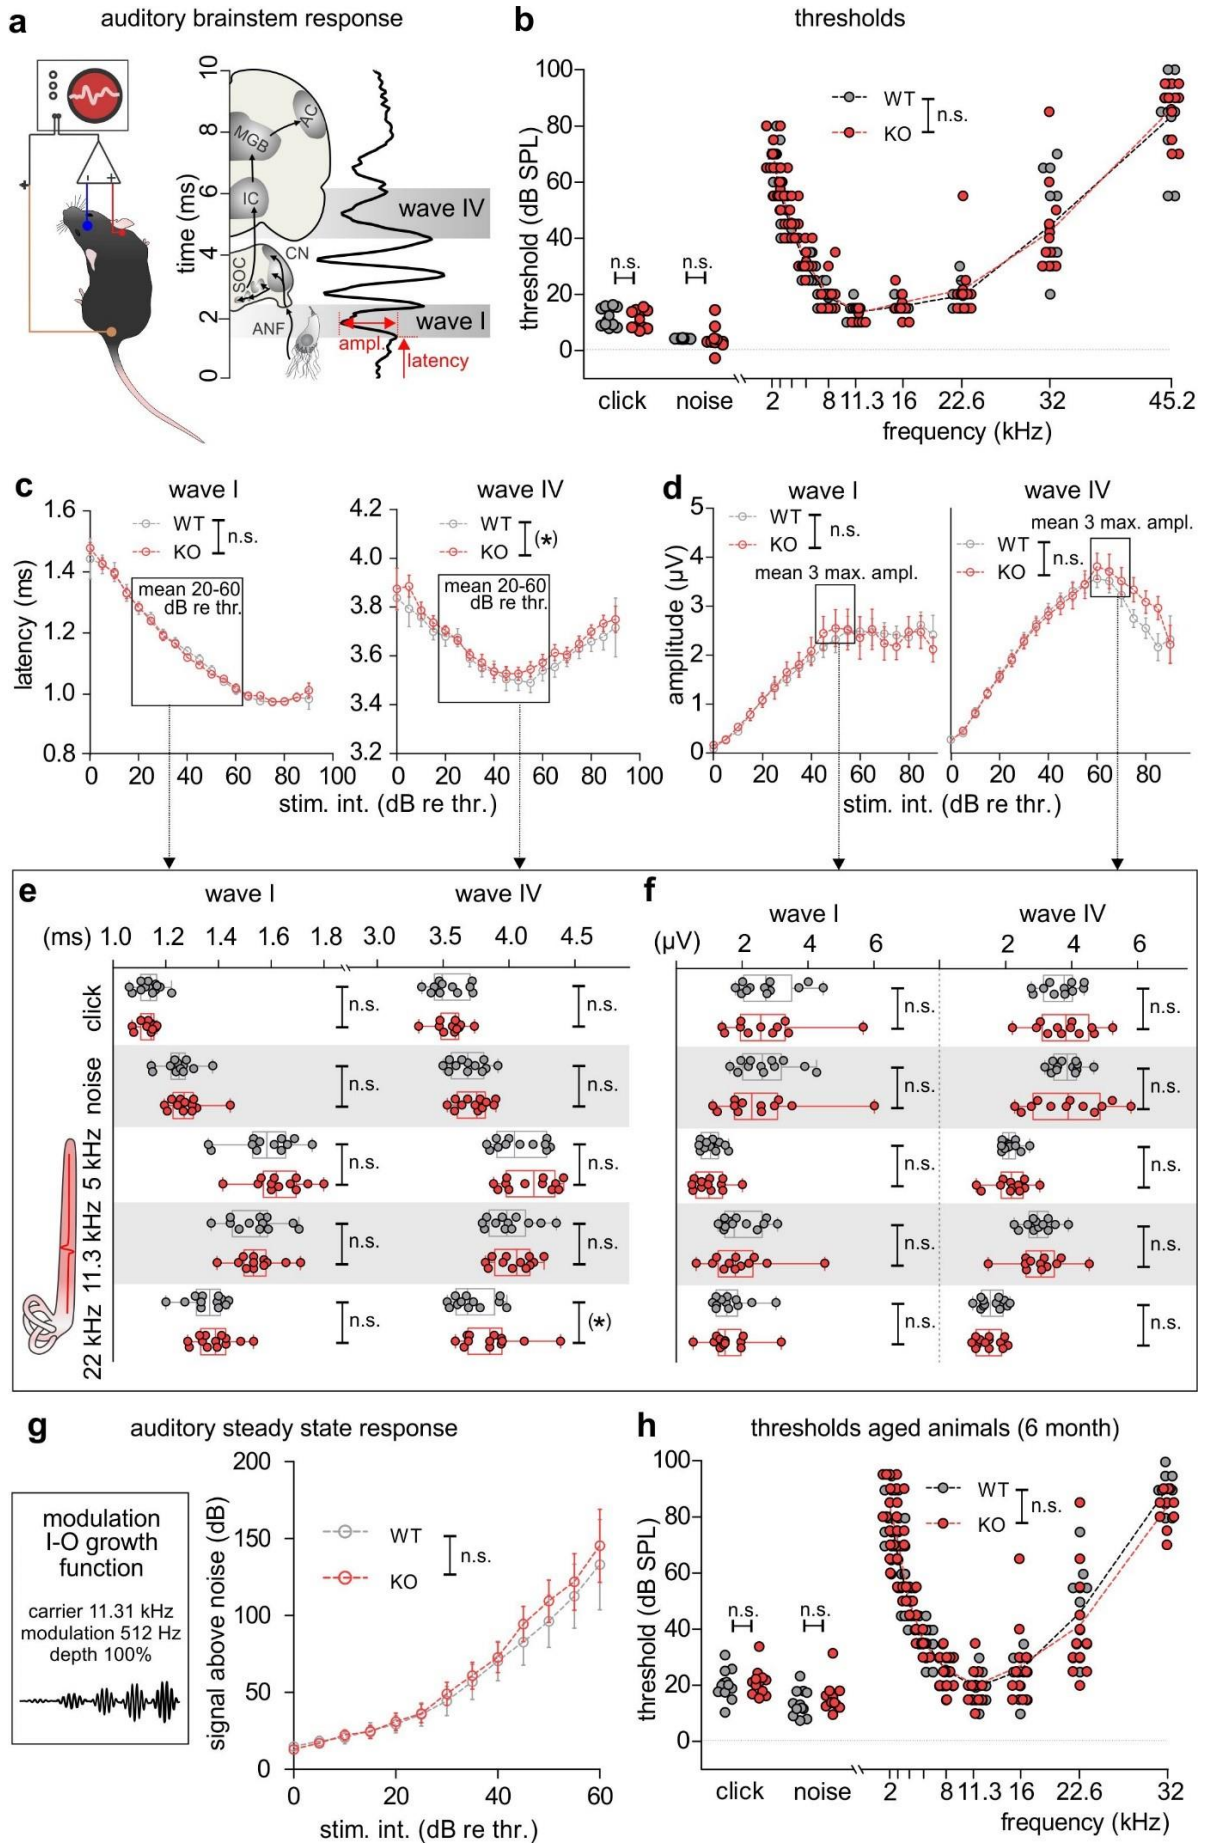 a
auditory brainstem response
time (ms)
10
8
6
4
2
0
AC
MGB
IC
SOC
CN
ANF
wave IV
wave I
ampl.
latency
- +
+
b
thresholds
threshold (dB SPL)
100
80
60
40
20
0
WT
KO
n.s.
n.s.
n.s.
click
noise
2
8
11.3
16
22.6
32
45.2
frequency (kHz)
c
wave I
latency (ms)
1.6
1.4
1.2
1.0
0.8
WT
KO
n.s.
mean 20-60
dB re thr.
0 20 40 60 80 100
wave IV
4.2
4.0
3.8
3.6
3.4
3.2
WT
KO
(*)
mean 20-60
dB re thr.
0 20 40 60 80 100
stim. int. (dB re thr.)
d
wave I
amplitude (µV)
5
4
3
2
1
0
WT
KO
n.s.
mean 3 max. ampl.
0 20 40 60 80
wave IV
mean 3 max. ampl.
WT
KO
n.s.
0 20 40 60 80
stim. int. (dB re thr.)
e
wave I
wave IV
(ms) 1.0 1.2 1.4 1.6 1.8 3.0 3.5 4.0 4.5
click
n.s.
n.s.
noise
n.s.
n.s.
5 kHz
n.s.
n.s.
11.3 kHz
n.s.
n.s.
22 kHz
n.s.
(*)
f
wave I
wave IV
(µV) 2 4 6 2 4 6
n.s.
n.s.
n.s.
n.s.
n.s.
n.s.
n.s.
n.s.
n.s.
n.s.
g
auditory steady state response
modulation
I-O growth
function
carrier 11.31 kHz
modulation 512 Hz
depth 100%
signal above noise (dB)
200
150
100
50
0
WT
KO
n.s.
0 20 40 60
stim. int. (dB re thr.)
h
thresholds aged animals (6 month)
threshold (dB SPL)
100
80
60
40
20
0
WT
KO
n.s.
n.s.
n.s.
click
noise
2
8
11.3
16
22.6
32
frequency (kHz)